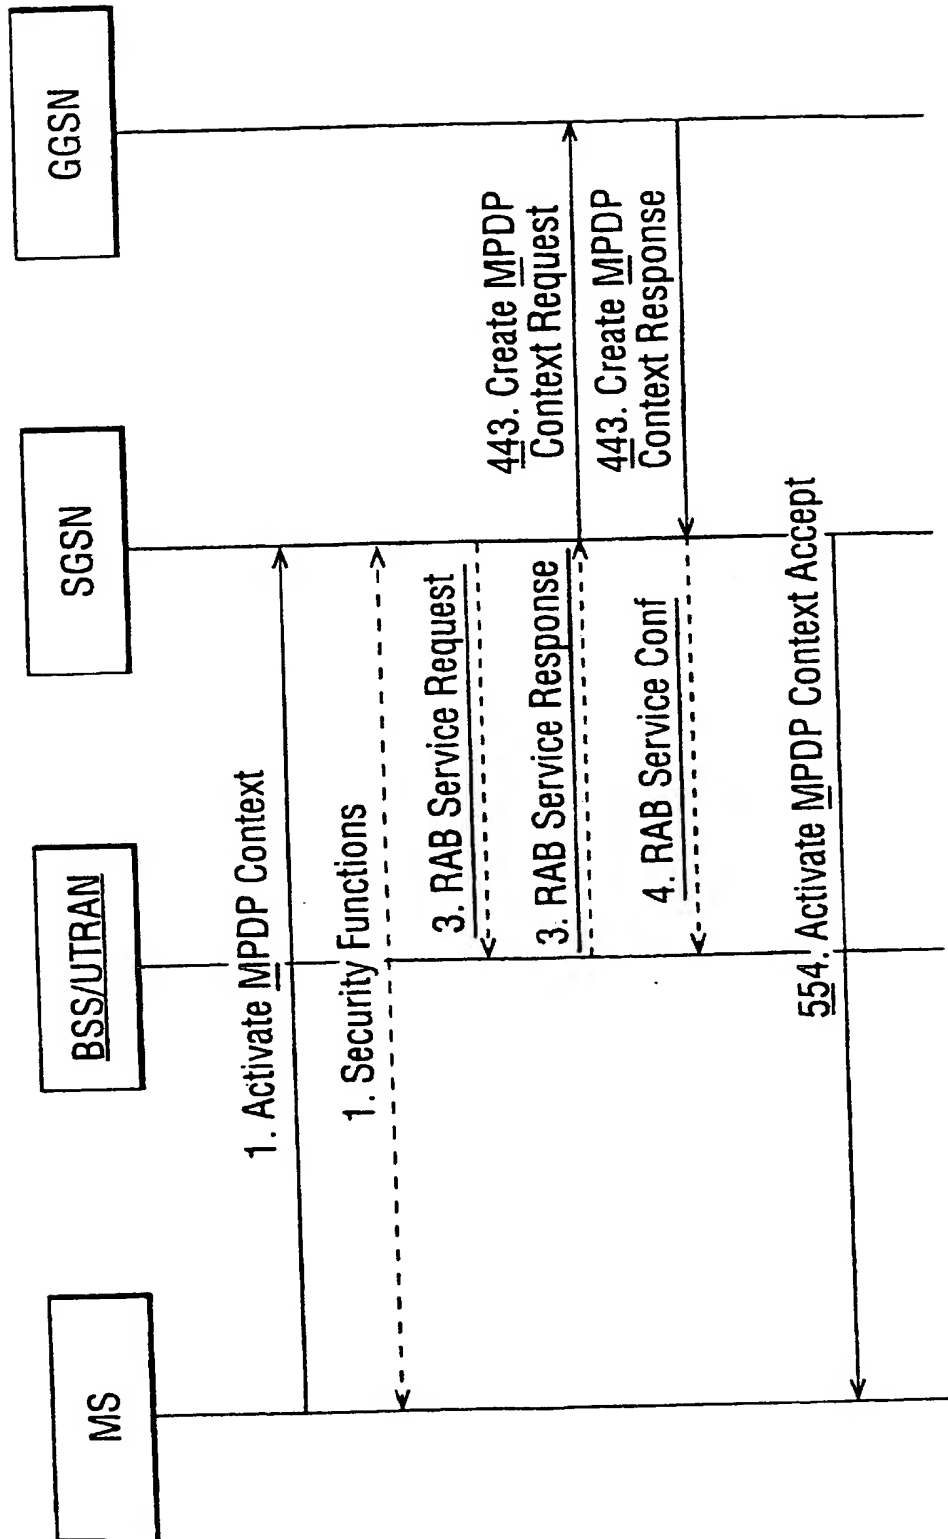 MS
BSS/UTRAN
SGSN
GGSN
1. Activate MPDP Context
1. Security Functions
3. RAB Service Request
3. RAB Service Response
443. Create MPDP
Context Request
443. Create MPDP
Context Response
4. RAB Service Conf
554. Activate MPDP Context Accept